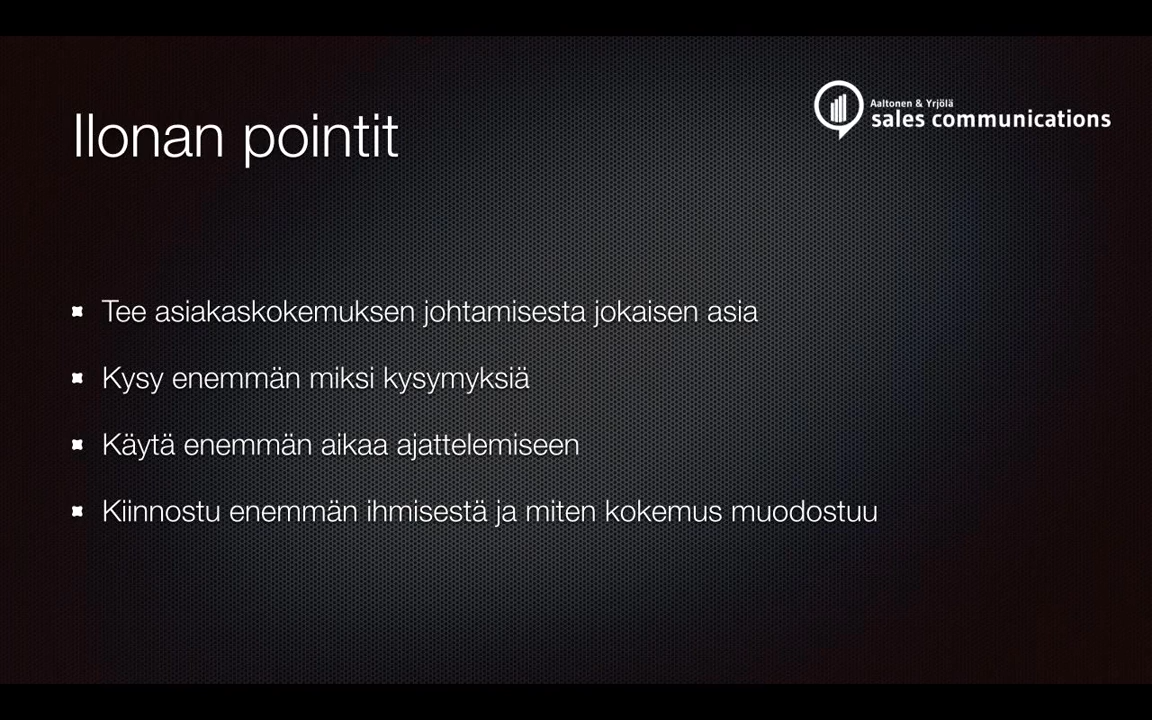 Ilonan pointit
Aaltonen & Yrjölä
sales communications
Tee asiakaskokemuksen johtamisesta jokaisen asia
Kysy enemmän miksi kysymyksiä
Käytä enemmän aikaa ajattelemiseen
Kiinnostu enemmän ihmisestä ja miten kokemus muodostuu